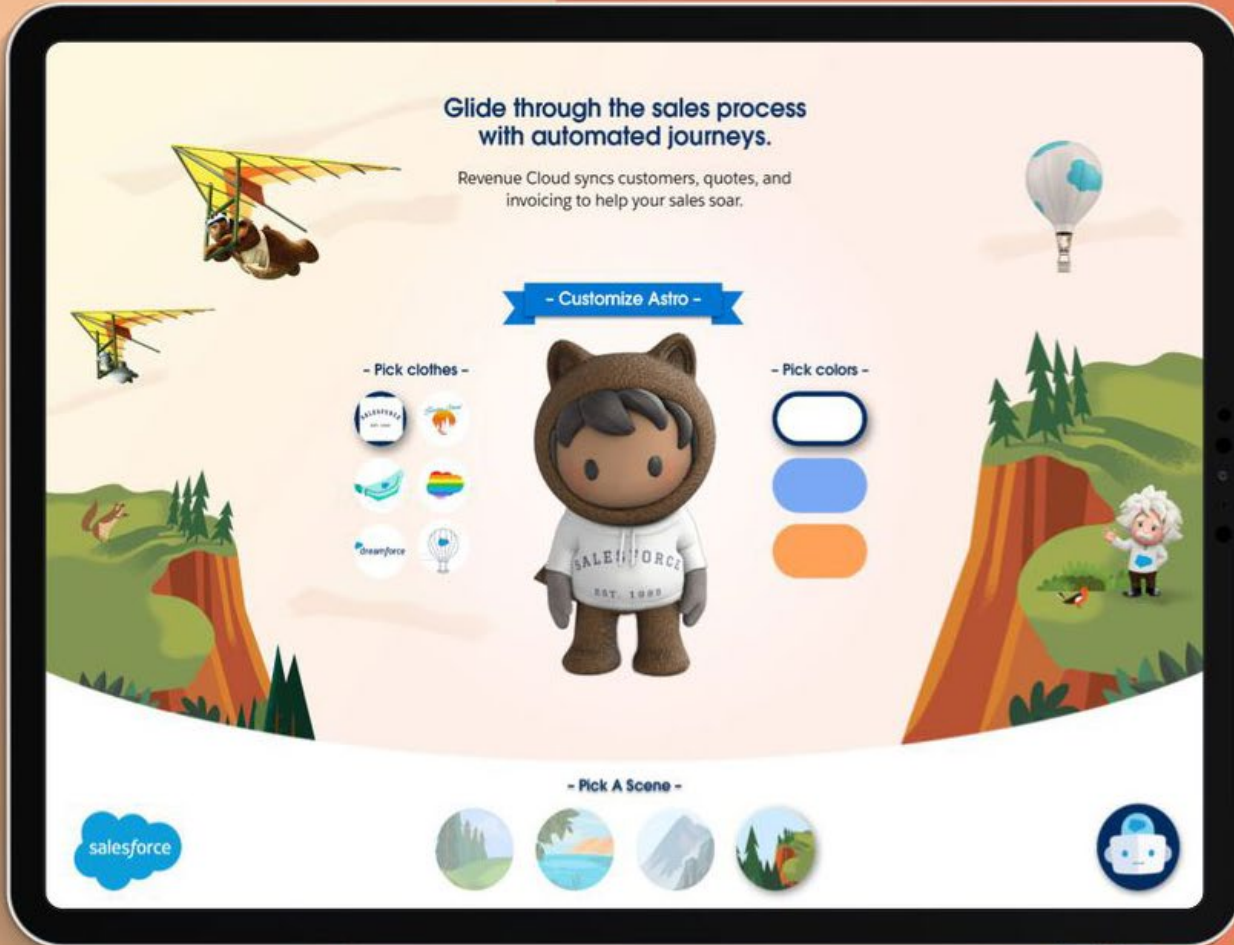 Glide through the sales process
with automated journeys.
Revenue Cloud syncs customers, quotes, and
invoicing to help your sales soar.
- Customize Astro -
- Pick clothes -
- Pick colors -
SALESFORCE
dreamforce
SALESFORCE
EST. 1999
- Pick A Scene -
salesforce